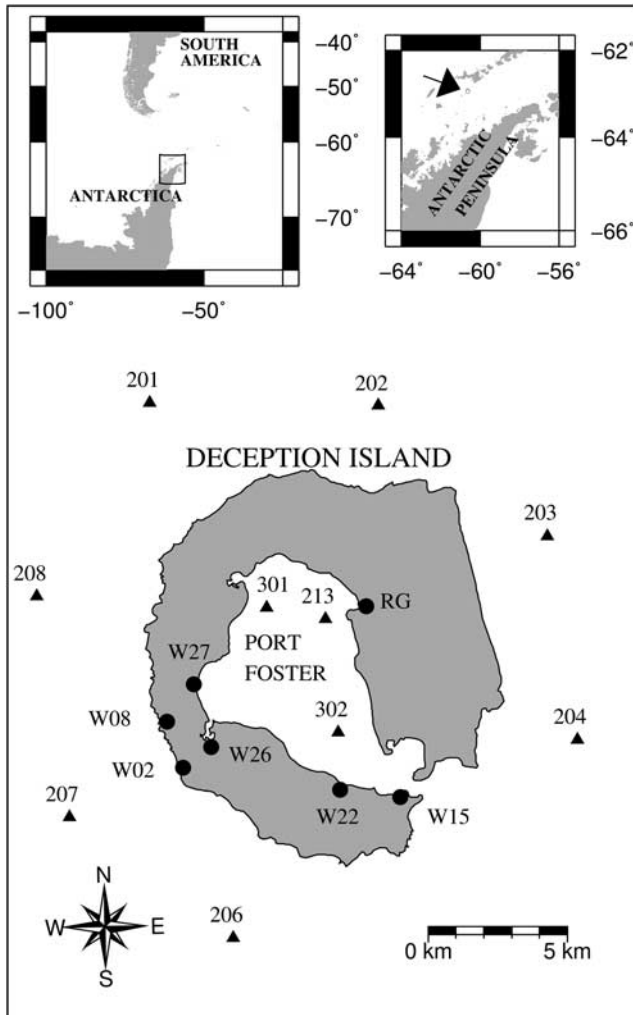 SOUTH
AMERICA
ANTARCTICA
−40˚
−50˚
−60˚
−70˚
−100˚
−50˚
ANTARCTIC
PENINSULA
−62˚
−64˚
−66˚
−64˚
−60˚
−56˚
201
202
DECEPTION ISLAND
203
208
301
213
RG
PORT
FOSTER
W27
W08
302
204
W26
W02
W22
W15
207
N
W
E
S
206
0 km
5 km